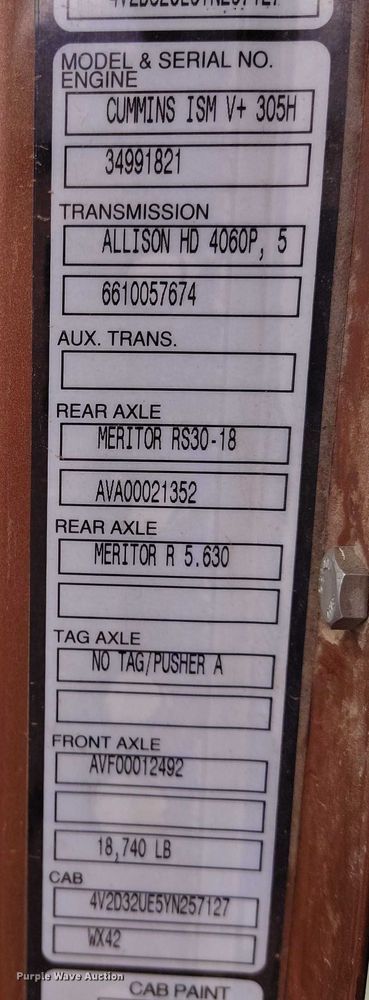 MODEL & SERIAL NO.
ENGINE
CUMMINS ISM V+ 305H
34991821
TRANSMISSION
ALLISON HD 4060P, 5
6610057674
AUX. TRANS.
REAR AXLE
MERITOR RS30-18
AVA00021352
REAR AXLE
MERITOR R 5.630
TAG AXLE
NO TAG/PUSHER A
FRONT AXLE
AVF00012492
18,740 LB
CAB
4V2D32UE5YN257127
WX42
Purple Wave Auction
CAB PAINT